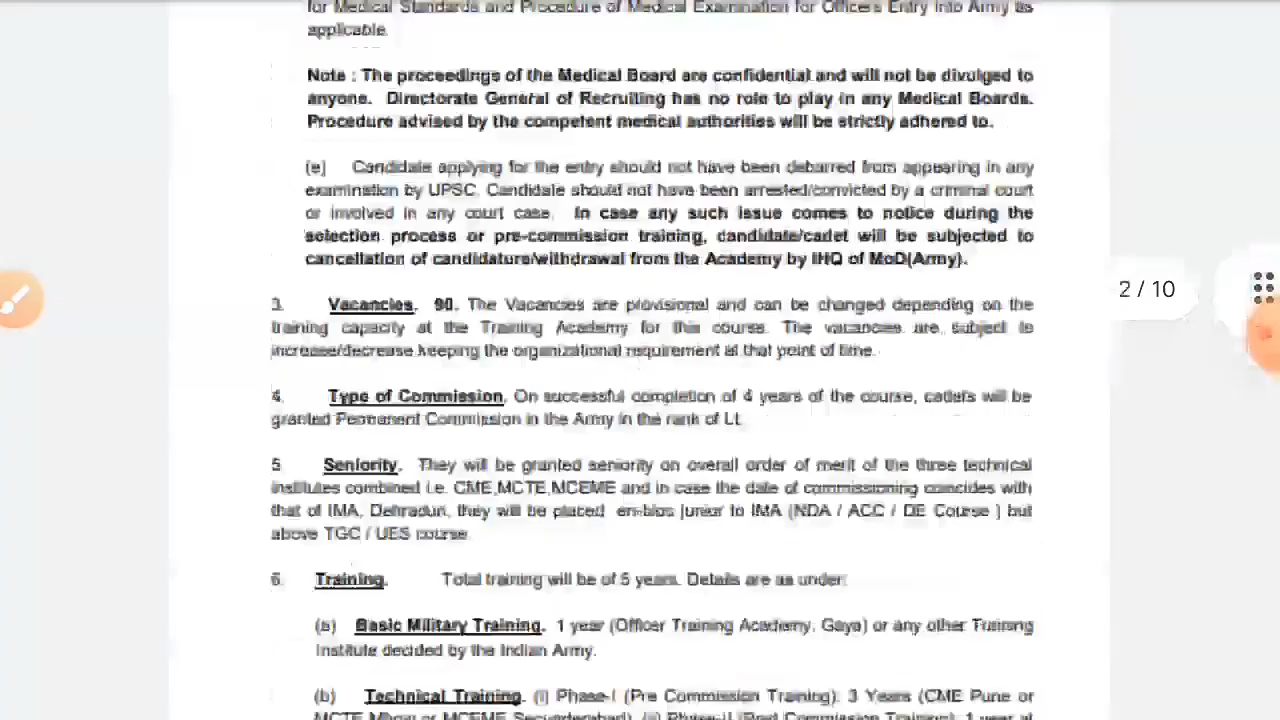 for Medical Standards and Procedure of Medical Examination for Officers Entry into Army as
applicable.
Note : The proceedings of the Medical Board are confidential and will not be divulged to
anyone. Directorate General of Recruiting has no role to play in any Medical Boards.
Procedure advised by the competent medical authorities will be strictly adhered to.
(e) Candidate applying for the entry should not have been debarred from appearing in any
examination by UPSC. Candidate should not have been arrested/convicted by a criminal court
or involved in any court case. In case any such issue comes to notice during the
selection process or pre-commission training, candidate/cadet will be subjected to
cancellation of candidature/withdrawal from the Academy by IHQ of MoD(Army).
3. Vacancies. 90. The Vacancies are provisional and can be changed depending on the
training capacity at the Training Academy for this course. The vacancies are subject to
increase/decrease keeping the organizational requirement at that point of time.
4. Type of Commission. On successful completion of 4 years of the course, cadets will be
granted Permanent Commission in the Army in the rank of Lt.
5. Seniority. They will be granted seniority on overall order of merit of the three technical
institutes combined i.e. CME,MCTE,MCEME and in case the date of commissioning coincides with
that of IMA, Dehradun, they will be placed en-bloc junior to IMA (NDA / ACC / DE Course ) but
above TGC / UES course.
6. Training. Total training will be of 5 years. Details are as under:
(a) Basic Military Training. 1 year (Officer Training Academy, Gaya) or any other Training
Institute decided by the Indian Army.
(b) Technical Training. (i) Phase-I (Pre Commission Training): 3 Years (CME Pune or
MCTE Mhow or MCEME Secunderabad). (ii) Phase-II (Post Commission Training): 1 year at
2 / 10